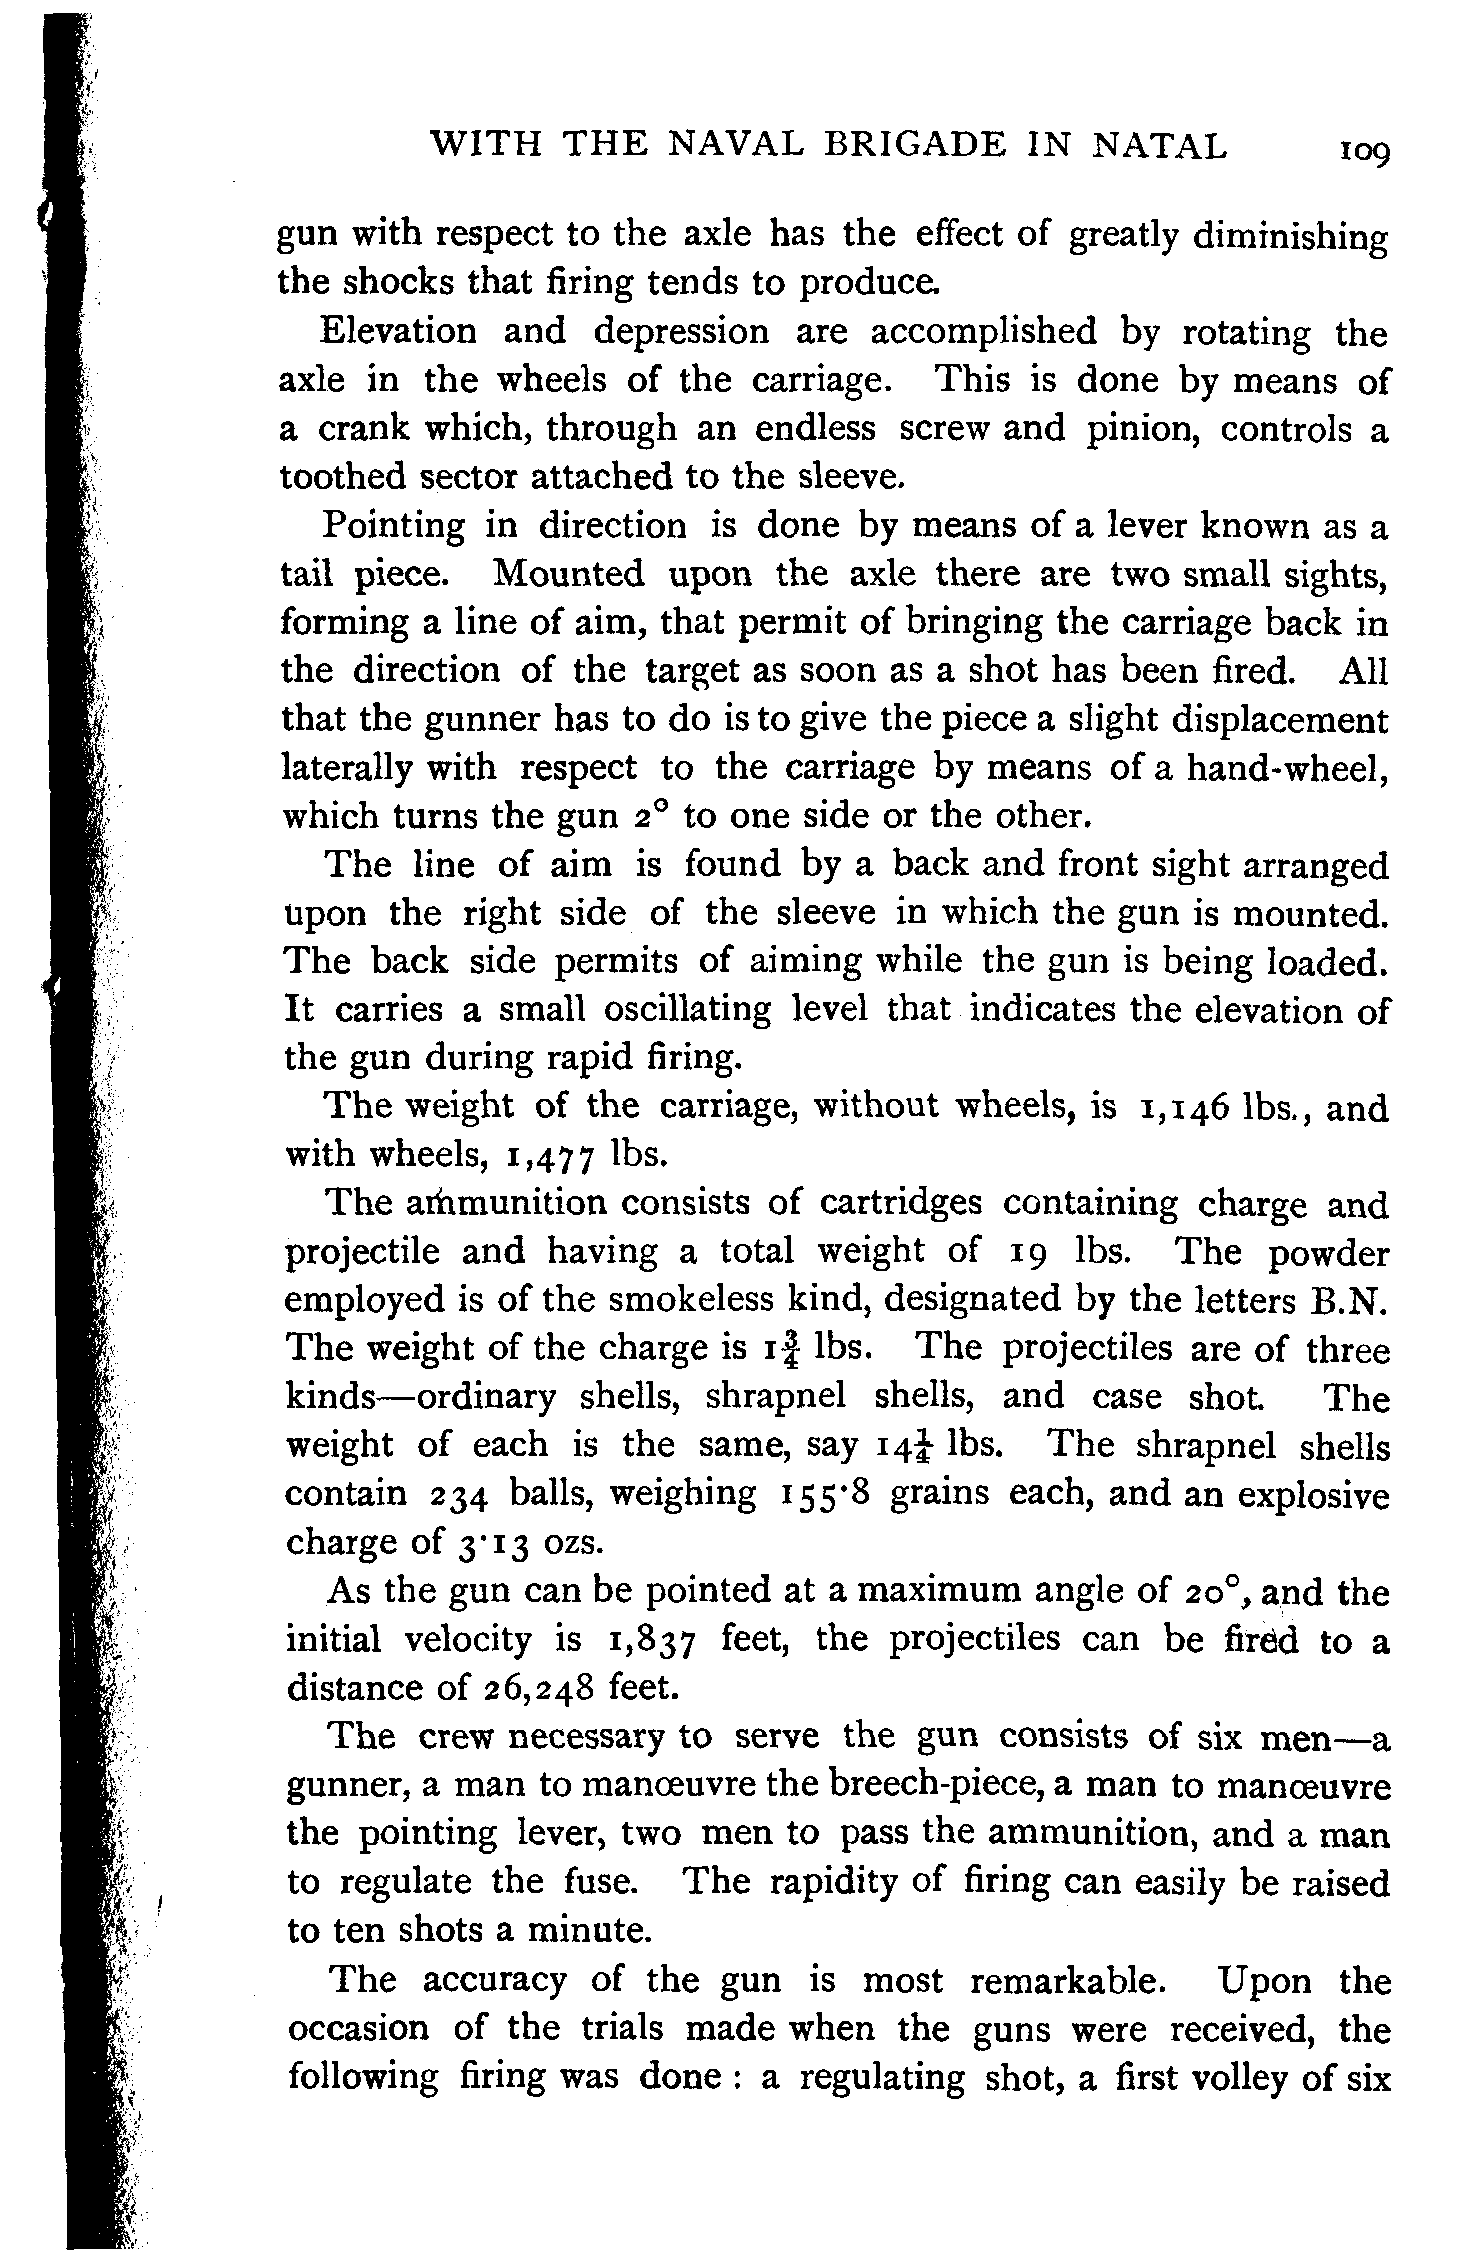 WITH THE NAVAL BRIGADE IN NATAL 109
gun with respect to the axle has the effect of greatly diminishing
the shocks that firing tends to produce.
Elevation and depression are accomplished by rotating the
axle in the wheels of the carriage. This is done by means of
a crank which, through an endless screw and pinion, controls a
toothed sector attached to the sleeve.
Pointing in direction is done by means of a lever known as a
tail piece. Mounted upon the axle there are two small sights,
forming a line of aim, that permit of bringing the carriage back in
the direction of the target as soon as a shot has been fired. All
that the gunner has to do is to give the piece a slight displacement
laterally with respect to the carriage by means of a hand-wheel,
which turns the gun 2° to one side or the other.
The line of aim is found by a back and front sight arranged
upon the right side of the sleeve in which the gun is mounted.
The back side permits of aiming while the gun is being loaded.
It carries a small oscillating level that indicates the elevation of
the gun during rapid firing.
The weight of the carriage, without wheels, is 1,146 lbs., and
with wheels, 1,477 lbs.
The ammunition consists of cartridges containing charge and
projectile and having a total weight of 19 lbs. The powder
employed is of the smokeless kind, designated by the letters B.N.
The weight of the charge is 1¾ lbs. The projectiles are of three
kinds—ordinary shells, shrapnel shells, and case shot. The
weight of each is the same, say 14¼ lbs. The shrapnel shells
contain 234 balls, weighing 155·8 grains each, and an explosive
charge of 3·13 ozs.
As the gun can be pointed at a maximum angle of 20°, and the
initial velocity is 1,837 feet, the projectiles can be fired to a
distance of 26,248 feet.
The crew necessary to serve the gun consists of six men—a
gunner, a man to manœuvre the breech-piece, a man to manœuvre
the pointing lever, two men to pass the ammunition, and a man
to regulate the fuse. The rapidity of firing can easily be raised
to ten shots a minute.
The accuracy of the gun is most remarkable. Upon the
occasion of the trials made when the guns were received, the
following firing was done : a regulating shot, a first volley of six